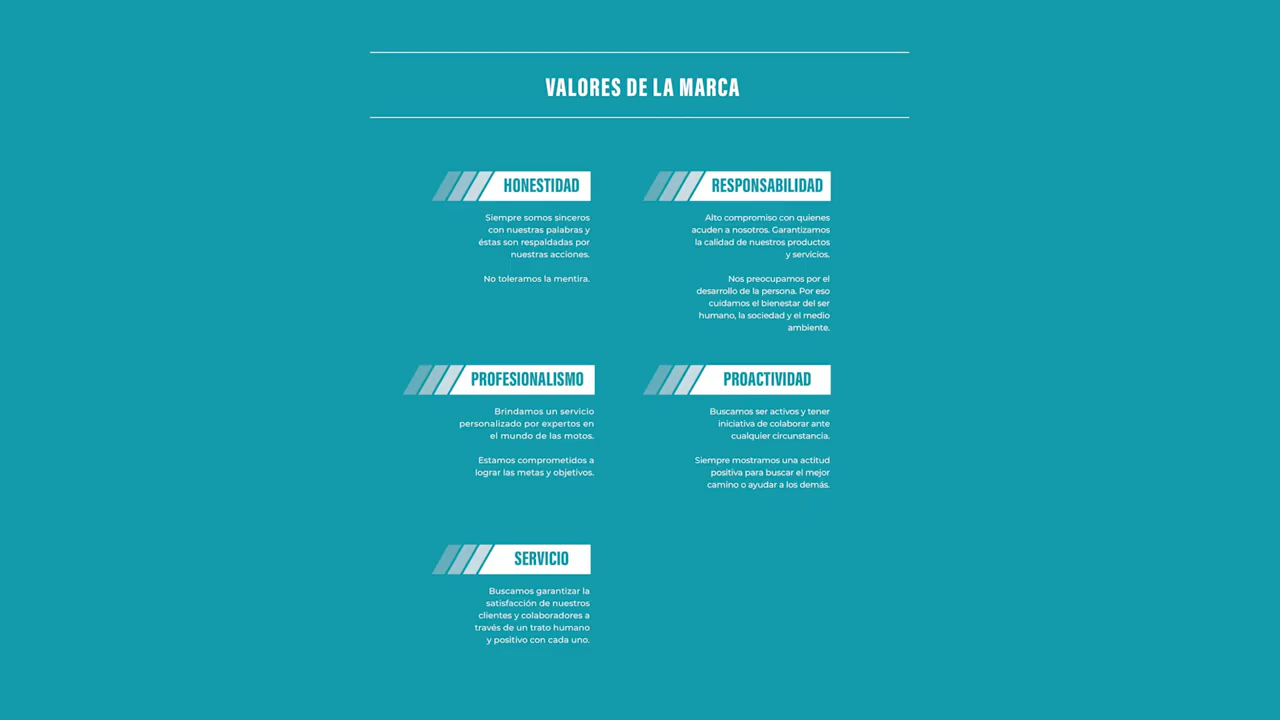 VALORES DE LA MARCA
HONESTIDAD
Siempre somos sinceros
con nuestras palabras y
éstas son respaldadas por
nuestras acciones.
No toleramos la mentira.
RESPONSABILIDAD
Alto compromiso con quienes
acuden a nosotros. Garantizamos
la calidad de nuestros productos
y servicios.
Nos preocupamos por el
desarrollo de la persona. Por eso
cuidamos el bienestar del ser
humano, la sociedad y el medio
ambiente.
PROFESIONALISMO
Brindamos un servicio
personalizado por expertos en
el mundo de las motos.
Estamos comprometidos a
lograr las metas y objetivos.
PROACTIVIDAD
Buscamos ser activos y tener
iniciativa de colaborar ante
cualquier circunstancia.
Siempre mostramos una actitud
positiva para buscar el mejor
camino o ayudar a los demás.
SERVICIO
Buscamos garantizar la
satisfacción de nuestros
clientes y colaboradores a
través de un trato humano
y positivo con cada uno.